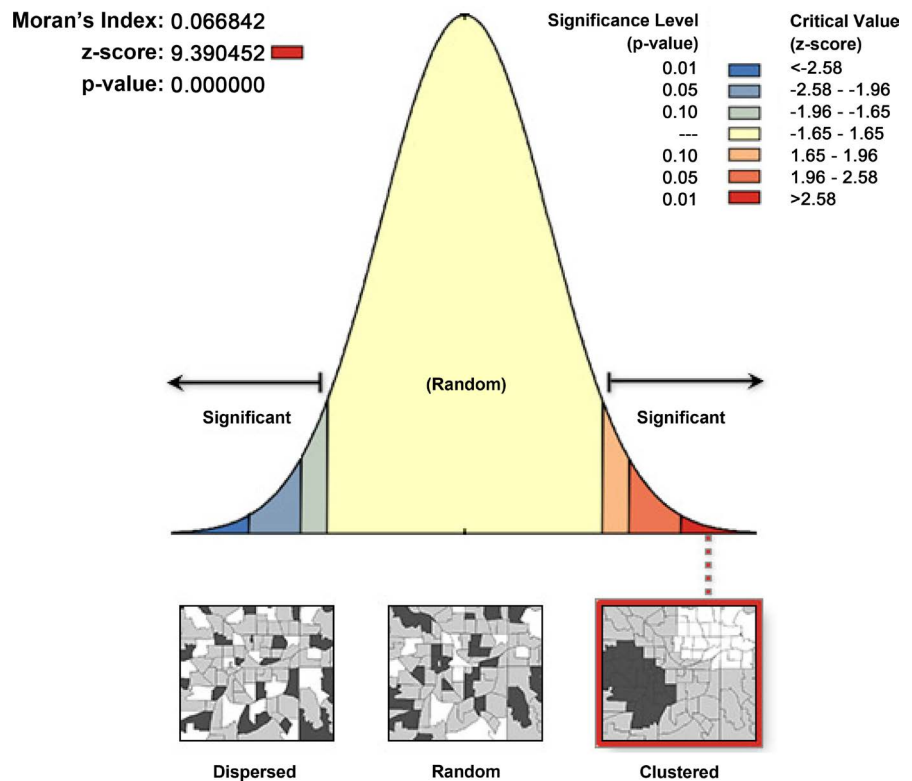 Moran's Index: 0.066842
z-score: 9.390452
p-value: 0.000000
Significance Level Critical Value
(p-value) (z-score)
0.01 <-2.58
0.05 -2.58 - -1.96
0.10 -1.96 - -1.65
--- -1.65 - 1.65
0.10 1.65 - 1.96
0.05 1.96 - 2.58
0.01 >2.58
(Random)
Significant Significant
Dispersed Random Clustered